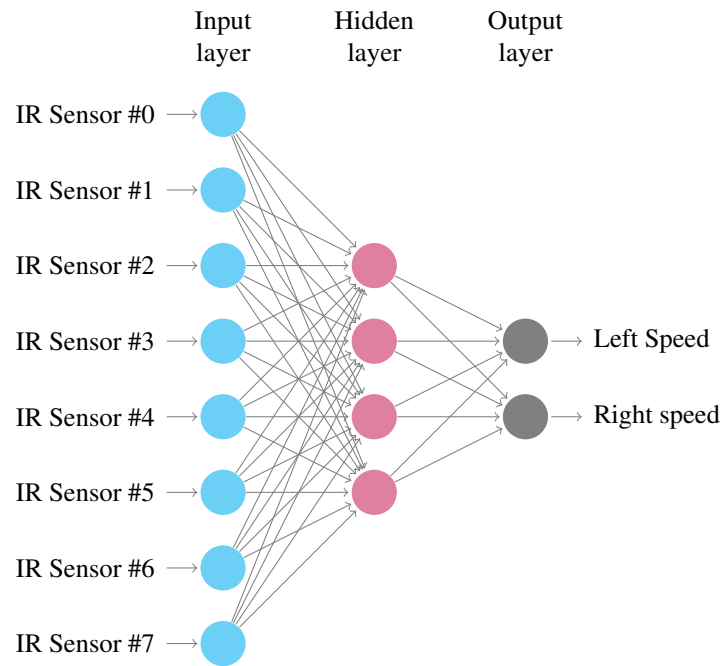 Input
layer
Hidden
layer
Output
layer
IR Sensor #0
IR Sensor #1
IR Sensor #2
IR Sensor #3
IR Sensor #4
IR Sensor #5
IR Sensor #6
IR Sensor #7
Left Speed
Right speed